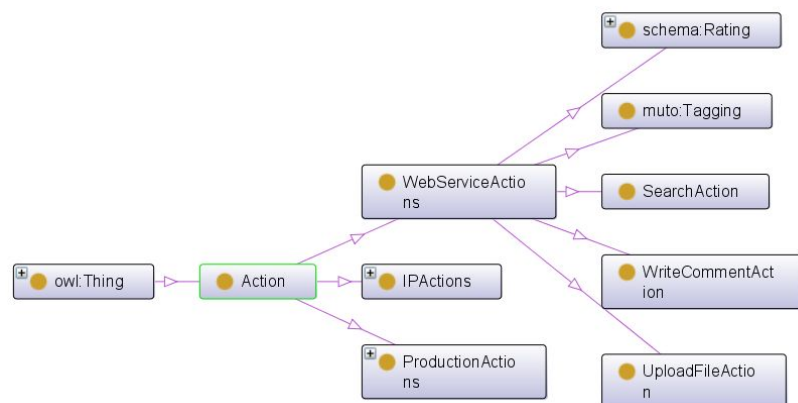 schema:Rating
muto:Tagging
WebServiceActio
ns
SearchAction
owl:Thing
Action
IPActions
WriteCommentAct
ion
ProductionActio
ns
UploadFileActio
n